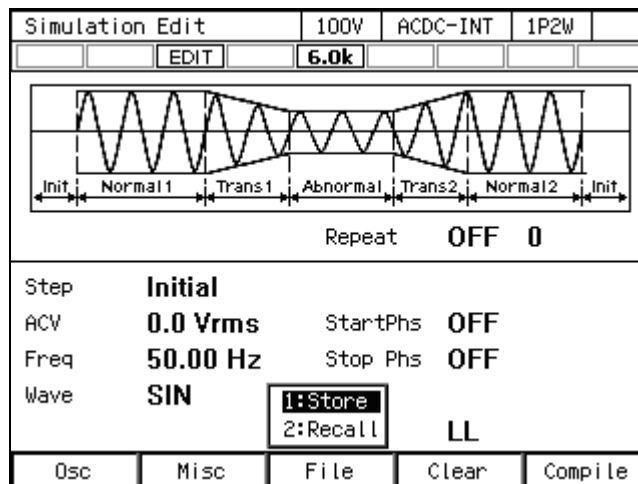 Simulation Edit 100V ACDC-INT 1P2W
EDIT 6.0k
Init Normal1 Trans1 Abnormal Trans2 Normal2 Init
Repeat OFF 0
Step Initial
ACV 0.0 Vrms StartPhs OFF
Freq 50.00 Hz Stop Phs OFF
Wave SIN
1:Store
2:Recall LL
Osc Misc File Clear Compile